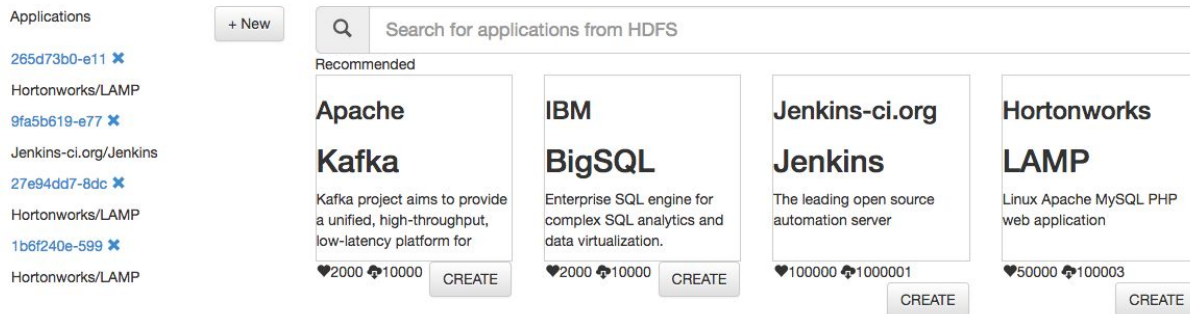 Applications
+ New
265d73b0-e11 ✖
Hortonworks/LAMP
9fa5b619-e77 ✖
Jenkins-ci.org/Jenkins
27e94dd7-8dc ✖
Hortonworks/LAMP
1b6f240e-599 ✖
Hortonworks/LAMP
Search for applications from HDFS
Recommended
Apache
Kafka
Kafka project aims to provide
a unified, high-throughput,
low-latency platform for
♥2000 10000
CREATE
IBM
BigSQL
Enterprise SQL engine for
complex SQL analytics and
data virtualization.
♥2000 10000
CREATE
Jenkins-ci.org
Jenkins
The leading open source
automation server
♥100000 1000001
CREATE
Hortonworks
LAMP
Linux Apache MySQL PHP
web application
♥50000 100003
CREATE